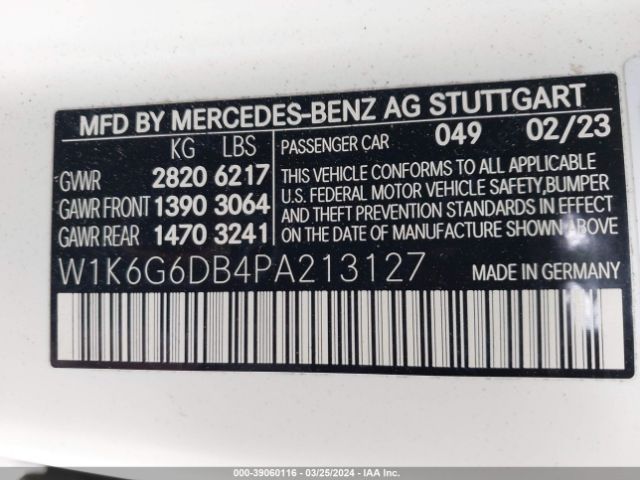 MFD BY MERCEDES-BENZ AG STUTTGART
KG LBS
GVWR 2820 6217
GAWR FRONT 1390 3064
GAWR REAR 1470 3241
PASSENGER CAR 049 02/23
THIS VEHICLE CONFORMS TO ALL APPLICABLE
U.S. FEDERAL MOTOR VEHICLE SAFETY,BUMPER
AND THEFT PREVENTION STANDARDS IN EFFECT
ON DATE OF MANUFACTURE SHOWN ABOVE
W1K6G6DB4PA213127 MADE IN GERMANY
000-39060116 - 03/25/2024 - IAA Inc.